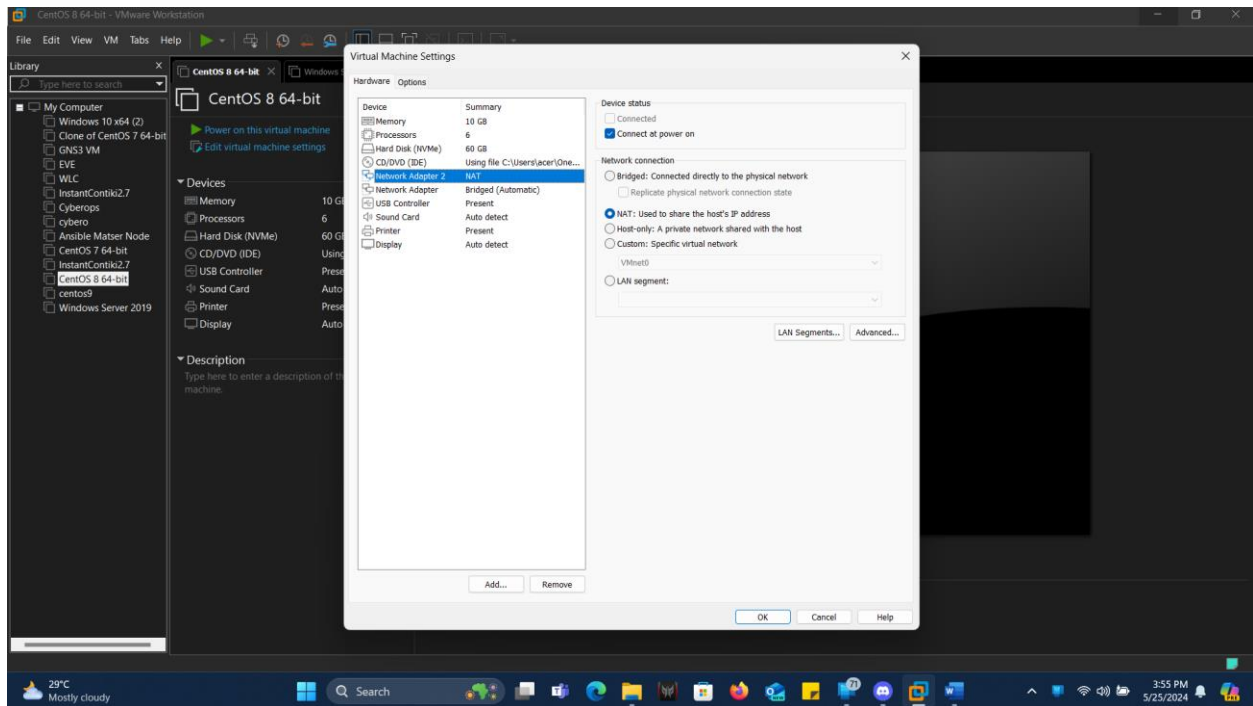 CentOS 8 64-bit - VMware Workstation
File Edit View VM Tabs Help
Library
Type here to search
My Computer
Windows 10 x64 (2)
Clone of CentOS 7 64-bit
GNS3 VM
EVE
WLC
InstantContiki2.7
Cyberops
cybero
Ansible Matser Node
CentOS 7 64-bit
InstantContiki2.7
CentOS 8 64-bit
centos9
Windows Server 2019
CentOS 8 64-bit
Windows
CentOS 8 64-bit
Power on this virtual machine
Edit virtual machine settings
Devices
Memory 10 GB
Processors 6
Hard Disk (NVMe) 60 GB
CD/DVD (IDE) Using
USB Controller Prese
Sound Card Auto
Printer Prese
Display Auto
Description
Type here to enter a description of th
machine.
Virtual Machine Settings
Hardware Options
Device Summary
Memory 10 GB
Processors 6
Hard Disk (NVMe) 60 GB
CD/DVD (IDE) Using file C:\Users\acer\One...
Network Adapter 2 NAT
Network Adapter Bridged (Automatic)
USB Controller Present
Sound Card Auto detect
Printer Present
Display Auto detect
Add... Remove
Device status
Connected
Connect at power on
Network connection
Bridged: Connected directly to the physical network
Replicate physical network connection state
NAT: Used to share the host's IP address
Host-only: A private network shared with the host
Custom: Specific virtual network
VMnet0
LAN segment:
LAN Segments... Advanced...
OK Cancel Help
29°C
Mostly cloudy
Search
71
3:55 PM
5/25/2024